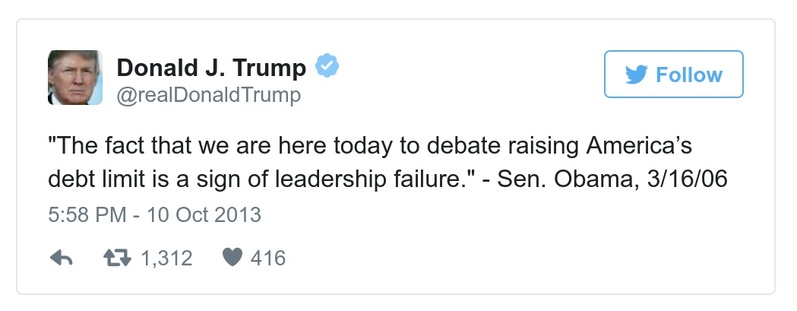 Donald J. Trump
@realDonaldTrump
Follow
"The fact that we are here today to debate raising America’s
debt limit is a sign of leadership failure." - Sen. Obama, 3/16/06
5:58 PM - 10 Oct 2013
1,312 416